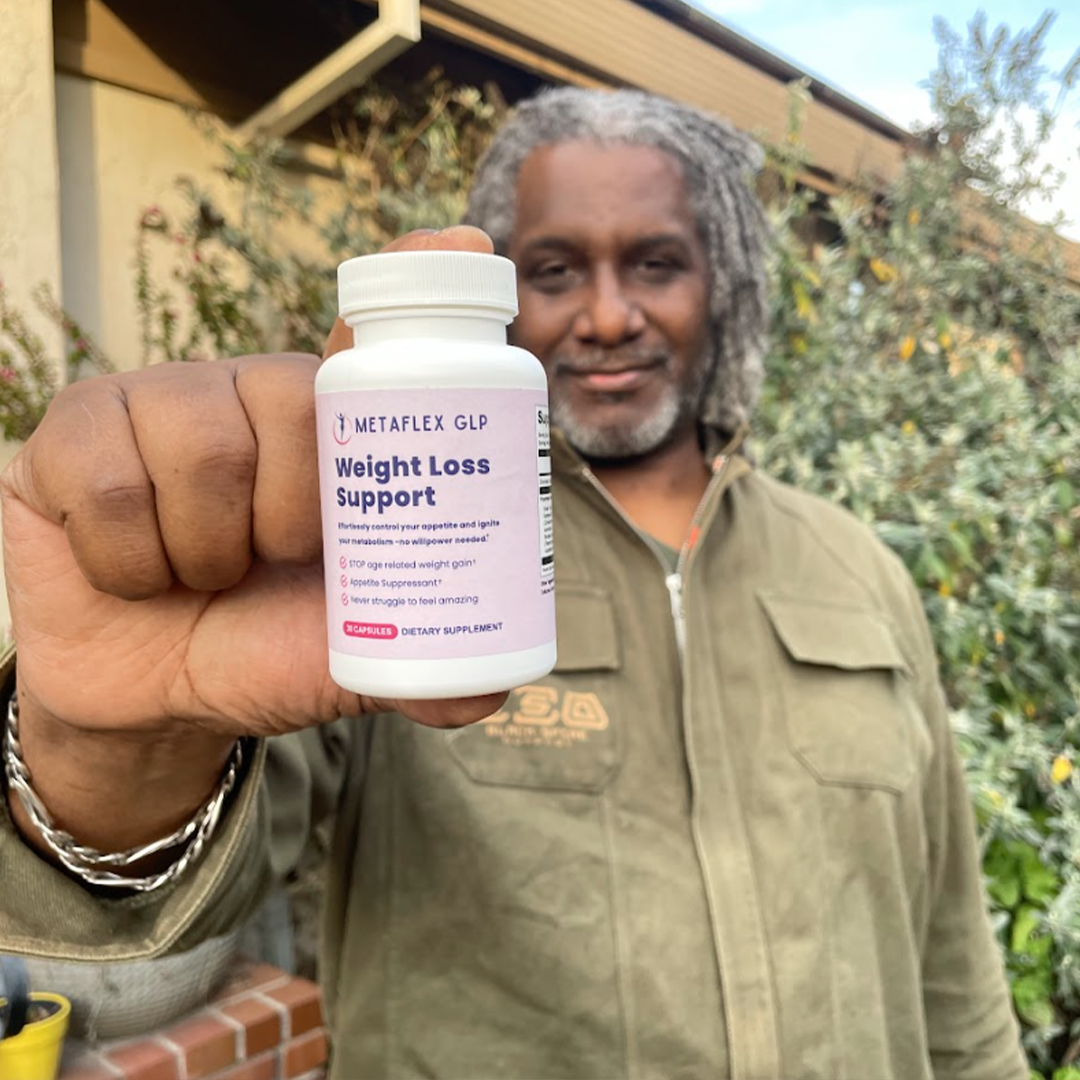 METAFLEX GLP
Weight Loss
Support
Effortlessly control your appetite and ignite
your metabolism -no willpower needed.†
STOP age related weight gain†
Appetite Suppressant†
Never struggle to feel amazing
30 CAPSULES DIETARY SUPPLEMENT